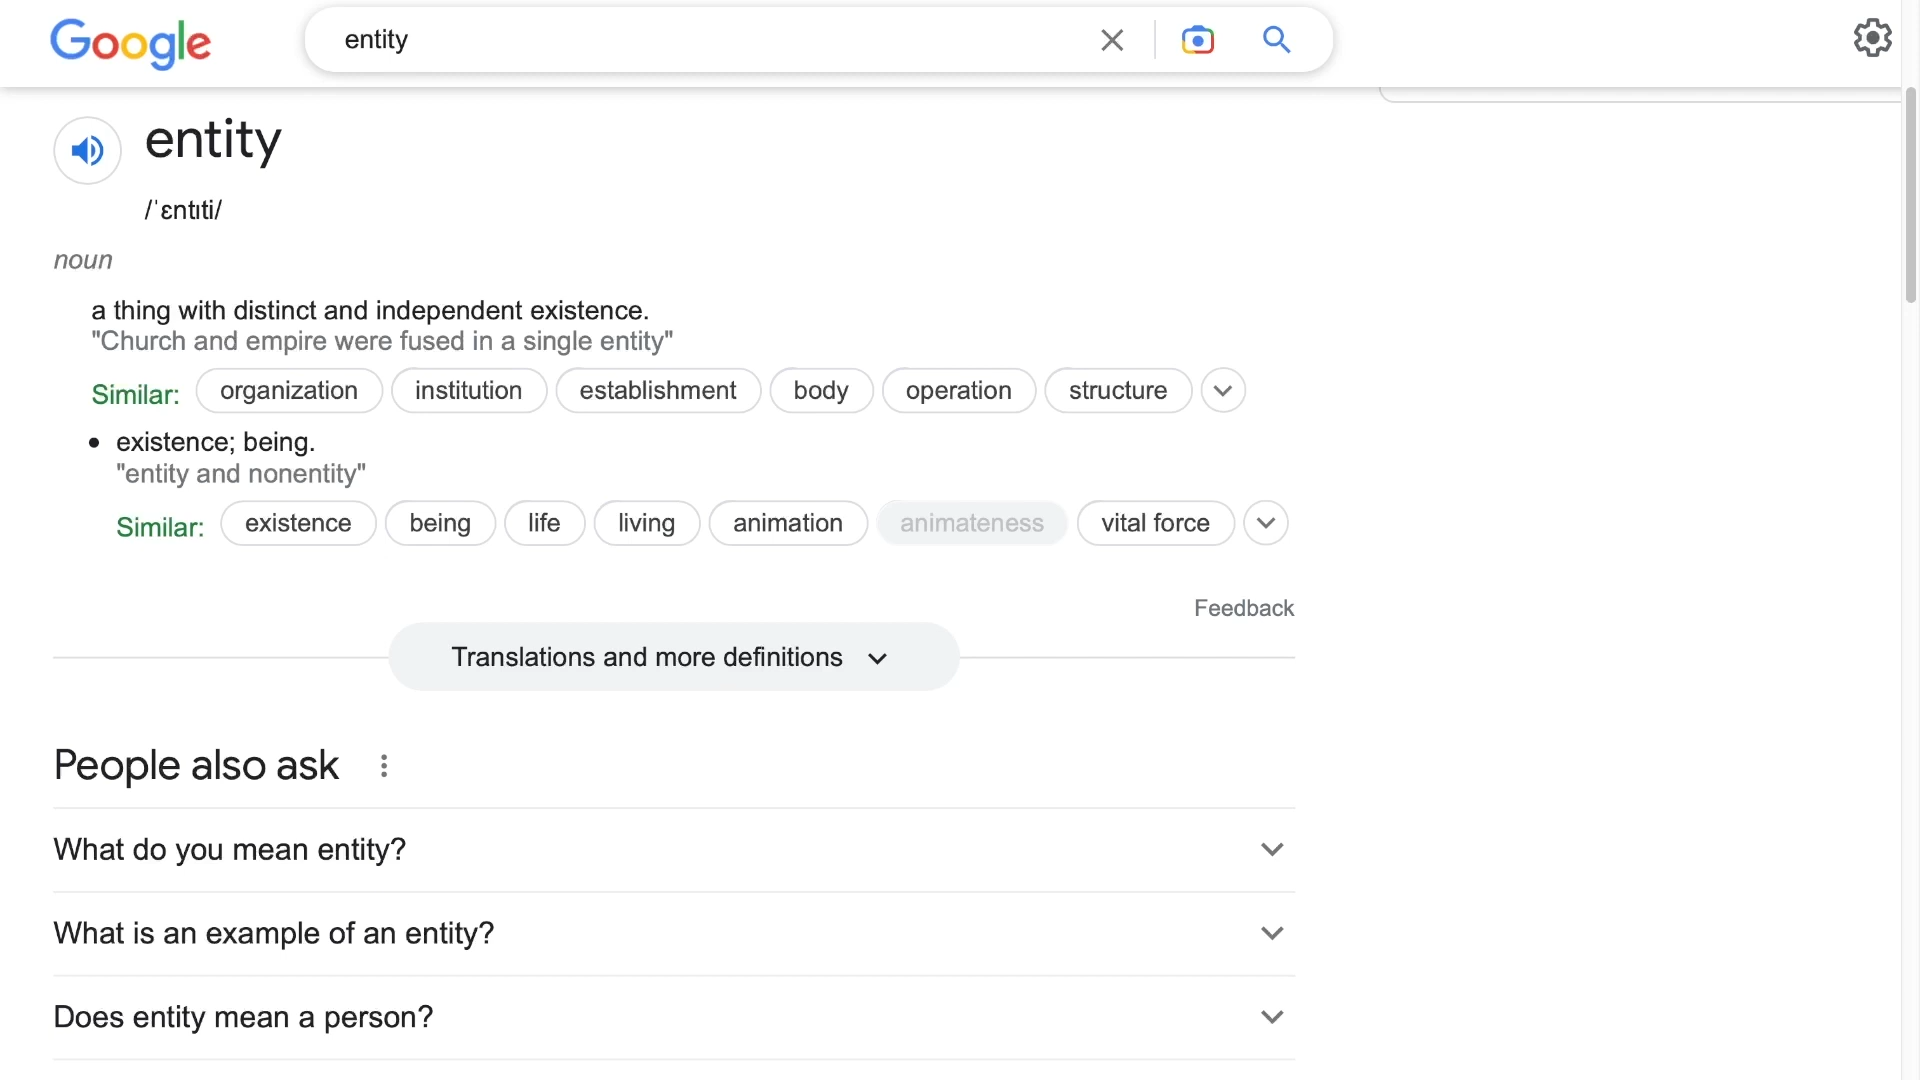 Google
entity
entity
/ˈɛntɪti/
noun
a thing with distinct and independent existence.
"Church and empire were fused in a single entity"
Similar: organization institution establishment body operation structure
• existence; being.
"entity and nonentity"
Similar: existence being life living animation animateness vital force
Feedback
Translations and more definitions
People also ask
What do you mean entity?
What is an example of an entity?
Does entity mean a person?